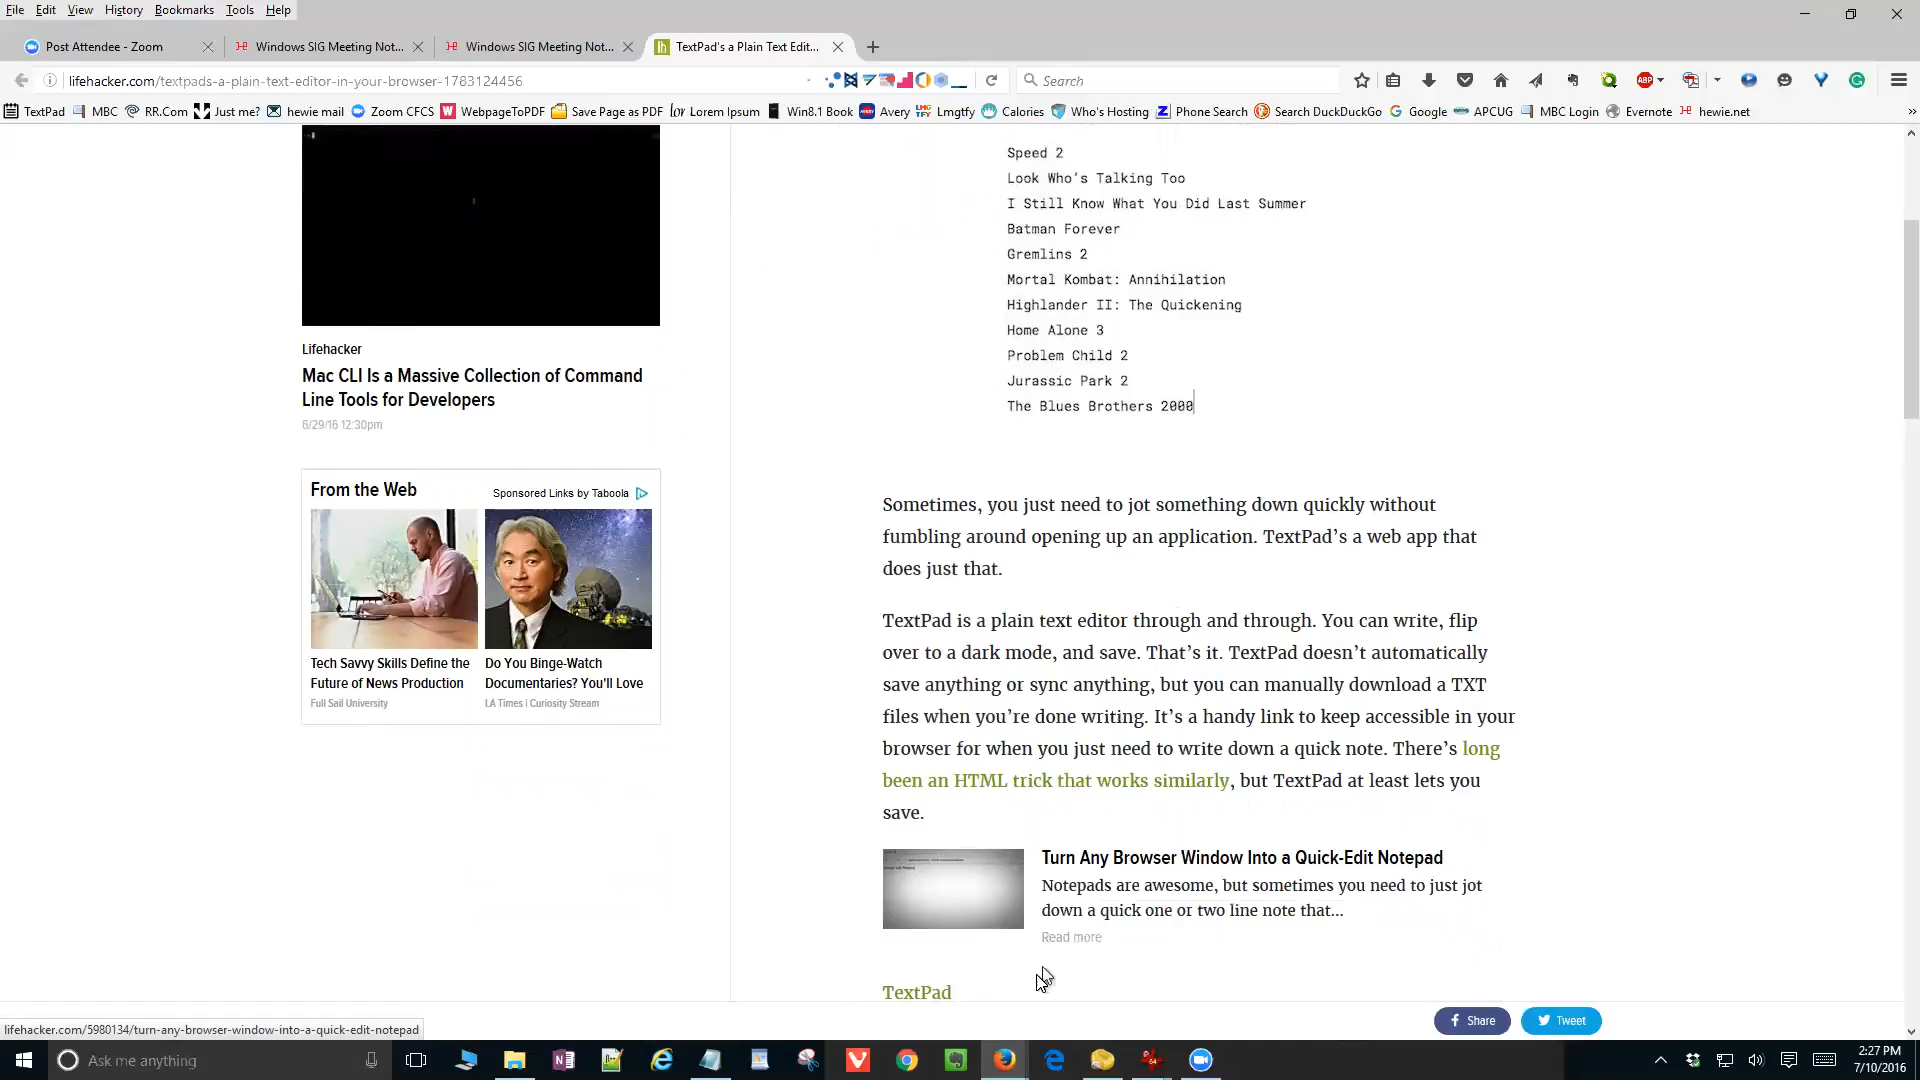 File Edit View History Bookmarks Tools Help
Post Attendee - Zoom
Windows SIG Meeting Not...
Windows SIG Meeting Not...
TextPad's a Plain Text Edit...
lifehacker.com/textpads-a-plain-text-editor-in-your-browser-1783124456
Search
TextPad MBC RR.Com Just me? hewie mail Zoom CFCS WebpageToPDF Save Page as PDF Lorem Ipsum Win8.1 Book Avery Lmgtfy Calories Who's Hosting Phone Search Search DuckDuckGo Google APCUG MBC Login Evernote hewie.net
Speed 2
Look Who's Talking Too
I Still Know What You Did Last Summer
Batman Forever
Gremlins 2
Mortal Kombat: Annihilation
Highlander II: The Quickening
Home Alone 3
Problem Child 2
Jurassic Park 2
The Blues Brothers 2000
Lifehacker
Mac CLI Is a Massive Collection of Command
Line Tools for Developers
6/29/16 12:30pm
From the Web
Sponsored Links by Taboola
Tech Savvy Skills Define the
Future of News Production
Full Sail University
Do You Binge-Watch
Documentaries? You'll Love
LA Times | Curiosity Stream
Sometimes, you just need to jot something down quickly without
fumbling around opening up an application. TextPad's a web app that
does just that.
TextPad is a plain text editor through and through. You can write, flip
over to a dark mode, and save. That's it. TextPad doesn't automatically
save anything or sync anything, but you can manually download a TXT
files when you're done writing. It's a handy link to keep accessible in your
browser for when you just need to write down a quick note. There's long
been an HTML trick that works similarly, but TextPad at least lets you
save.
Turn Any Browser Window Into a Quick-Edit Notepad
Notepads are awesome, but sometimes you need to just jot
down a quick one or two line note that...
Read more
TextPad
Share
Tweet
lifehacker.com/5980134/turn-any-browser-window-into-a-quick-edit-notepad
Ask me anything
2:27 PM
7/10/2016